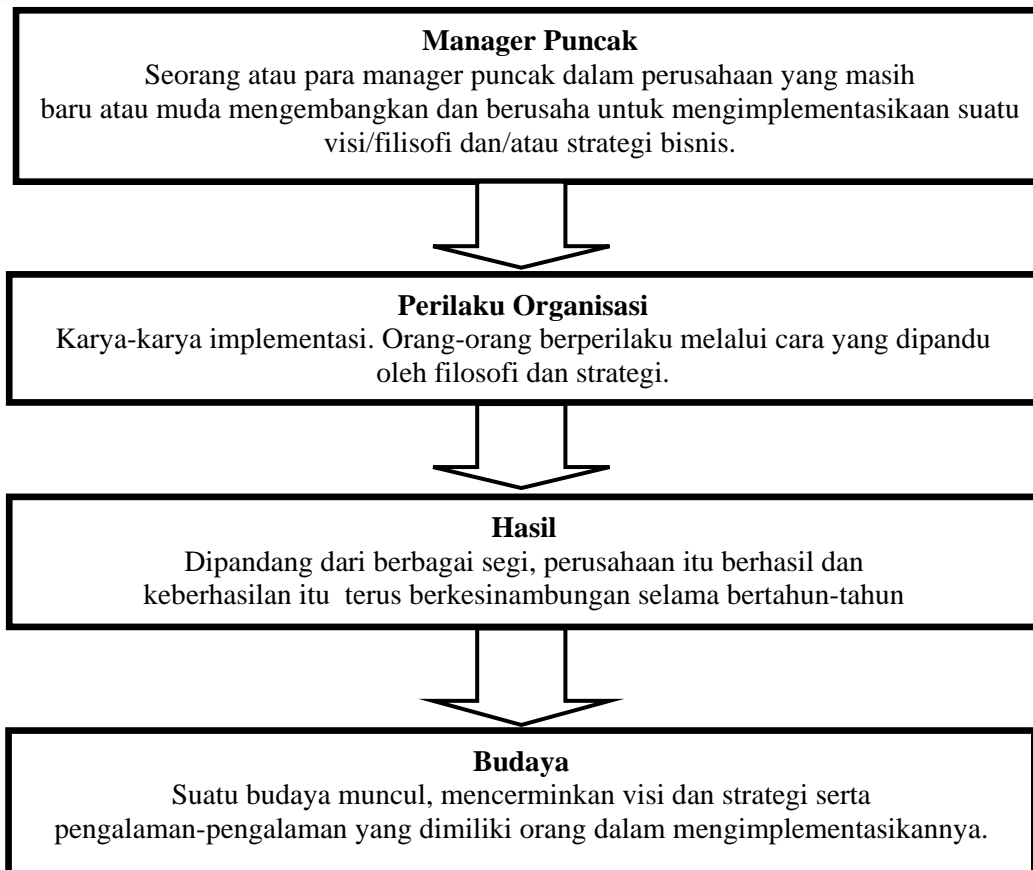 Manager Puncak
Seorang atau para manager puncak dalam perusahaan yang masih
baru atau muda mengembangkan dan berusaha untuk mengimplementasikaan suatu
visi/filisofi dan/atau strategi bisnis.
Perilaku Organisasi
Karya-karya implementasi. Orang-orang berperilaku melalui cara yang dipandu
oleh filosofi dan strategi.
Hasil
Dipandang dari berbagai segi, perusahaan itu berhasil dan
keberhasilan itu terus berkesinambungan selama bertahun-tahun
Budaya
Suatu budaya muncul, mencerminkan visi dan strategi serta
pengalaman-pengalaman yang dimiliki orang dalam mengimplementasikannya.